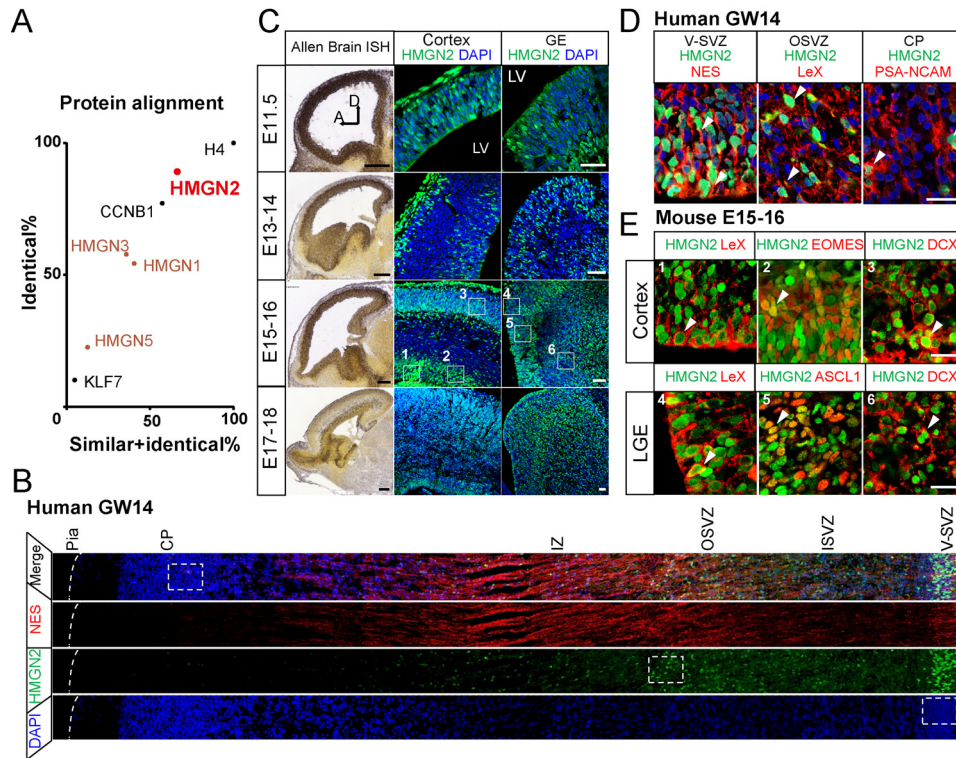 A
Protein alignment
100
50
0
0
50
100
Identical%
Similar+identical%
H4
HMGN2
CCNB1
HMGN3
HMGN1
HMGN5
KLF7
C
Allen Brain ISH
Cortex
HMGN2 DAPI
GE
HMGN2 DAPI
E11.5
D
A
LV
LV
E13-14
E15-16
3
1
2
4
5
6
E17-18
D
Human GW14
V-SVZ
HMGN2
NES
OSVZ
HMGN2
LeX
CP
HMGN2
PSA-NCAM
E
Mouse E15-16
HMGN2 LeX
HMGN2 EOMES
HMGN2 DCX
Cortex
1
2
3
HMGN2 LeX
HMGN2 ASCL1
HMGN2 DCX
LGE
4
5
6
B
Human GW14
Pia
CP
IZ
OSVZ
ISVZ
V-SVZ
Merge
NES
HMGN2
DAPI